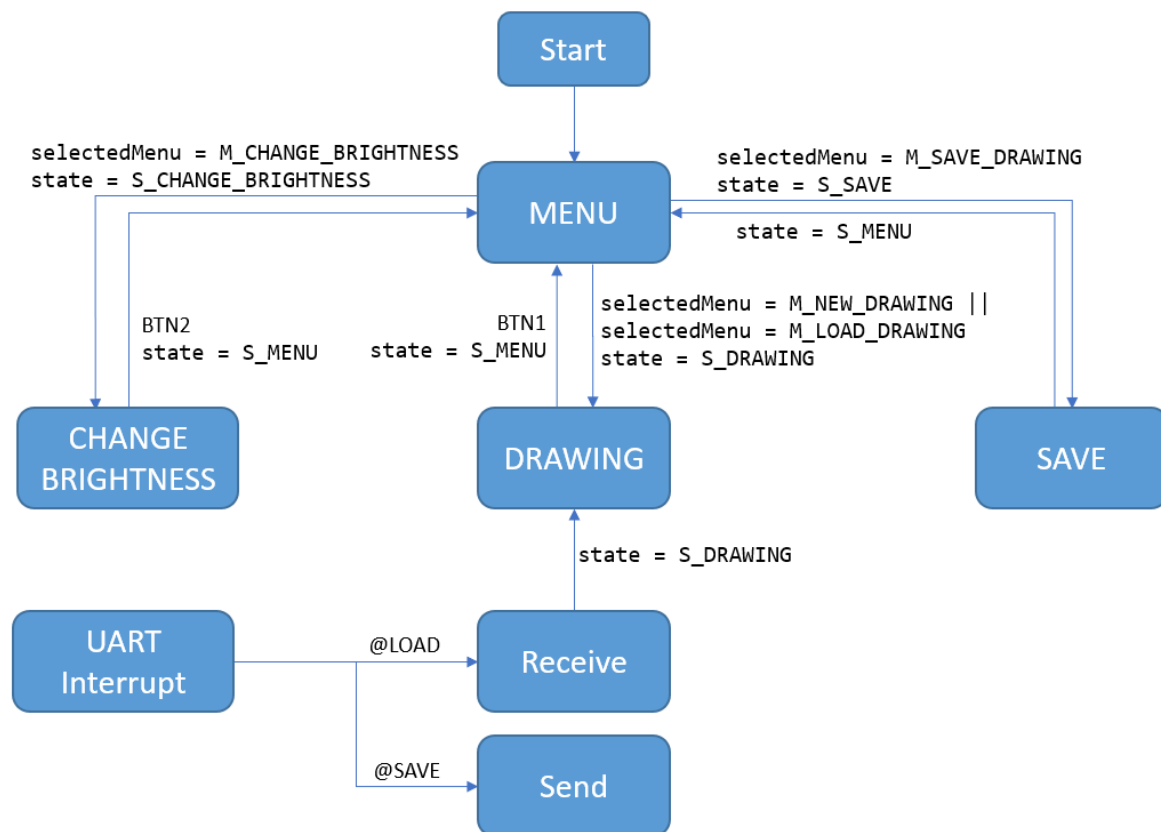 Start
selectedMenu = M_CHANGE_BRIGHTNESS
state = S_CHANGE_BRIGHTNESS
MENU
selectedMenu = M_SAVE_DRAWING
state = S_SAVE
state = S_MENU
BTN2
state = S_MENU
BTN1
state = S_MENU
selectedMenu = M_NEW_DRAWING ||
selectedMenu = M_LOAD_DRAWING
state = S_DRAWING
CHANGE
BRIGHTNESS
DRAWING
SAVE
state = S_DRAWING
UART
Interrupt
@LOAD
Receive
@SAVE
Send